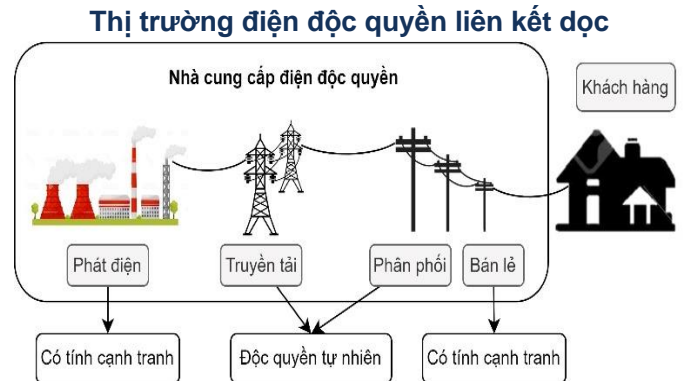 Thị trường điện độc quyền liên kết dọc
Nhà cung cấp điện độc quyền
Khách hàng
Phát điện
Truyền tải
Phân phối
Bán lẻ
Có tính cạnh tranh
Độc quyền tự nhiên
Có tính cạnh tranh